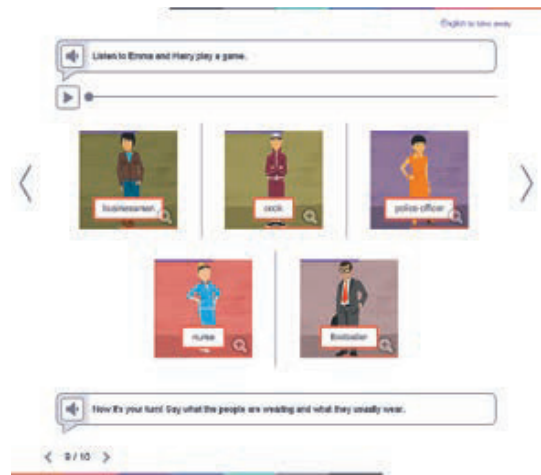 English to take away
Listen to Emma and Harry play a game.
businessman
cook
police officer
nurse
footballer
Now it's your turn! Say what the people are wearing and what they usually wear.
9 / 10